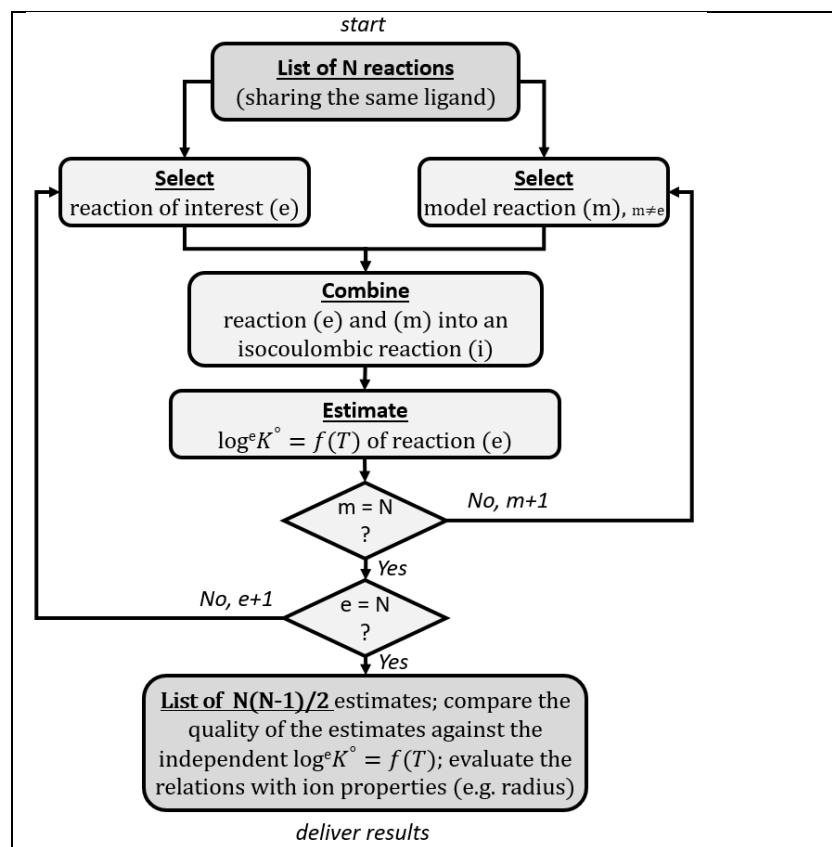 start
List of N reactions
(sharing the same ligand)
Select
reaction of interest (e)
Select
model reaction (m), m≠e
Combine
reaction (e) and (m) into an
isocoulombic reaction (i)
Estimate
logᵉK° = f(T) of reaction (e)
m = N
?
No, m+1
Yes
e = N
?
No, e+1
Yes
List of N(N-1)/2 estimates; compare the
quality of the estimates against the
independent logᵉK° = f(T); evaluate the
relations with ion properties (e.g. radius)
deliver results